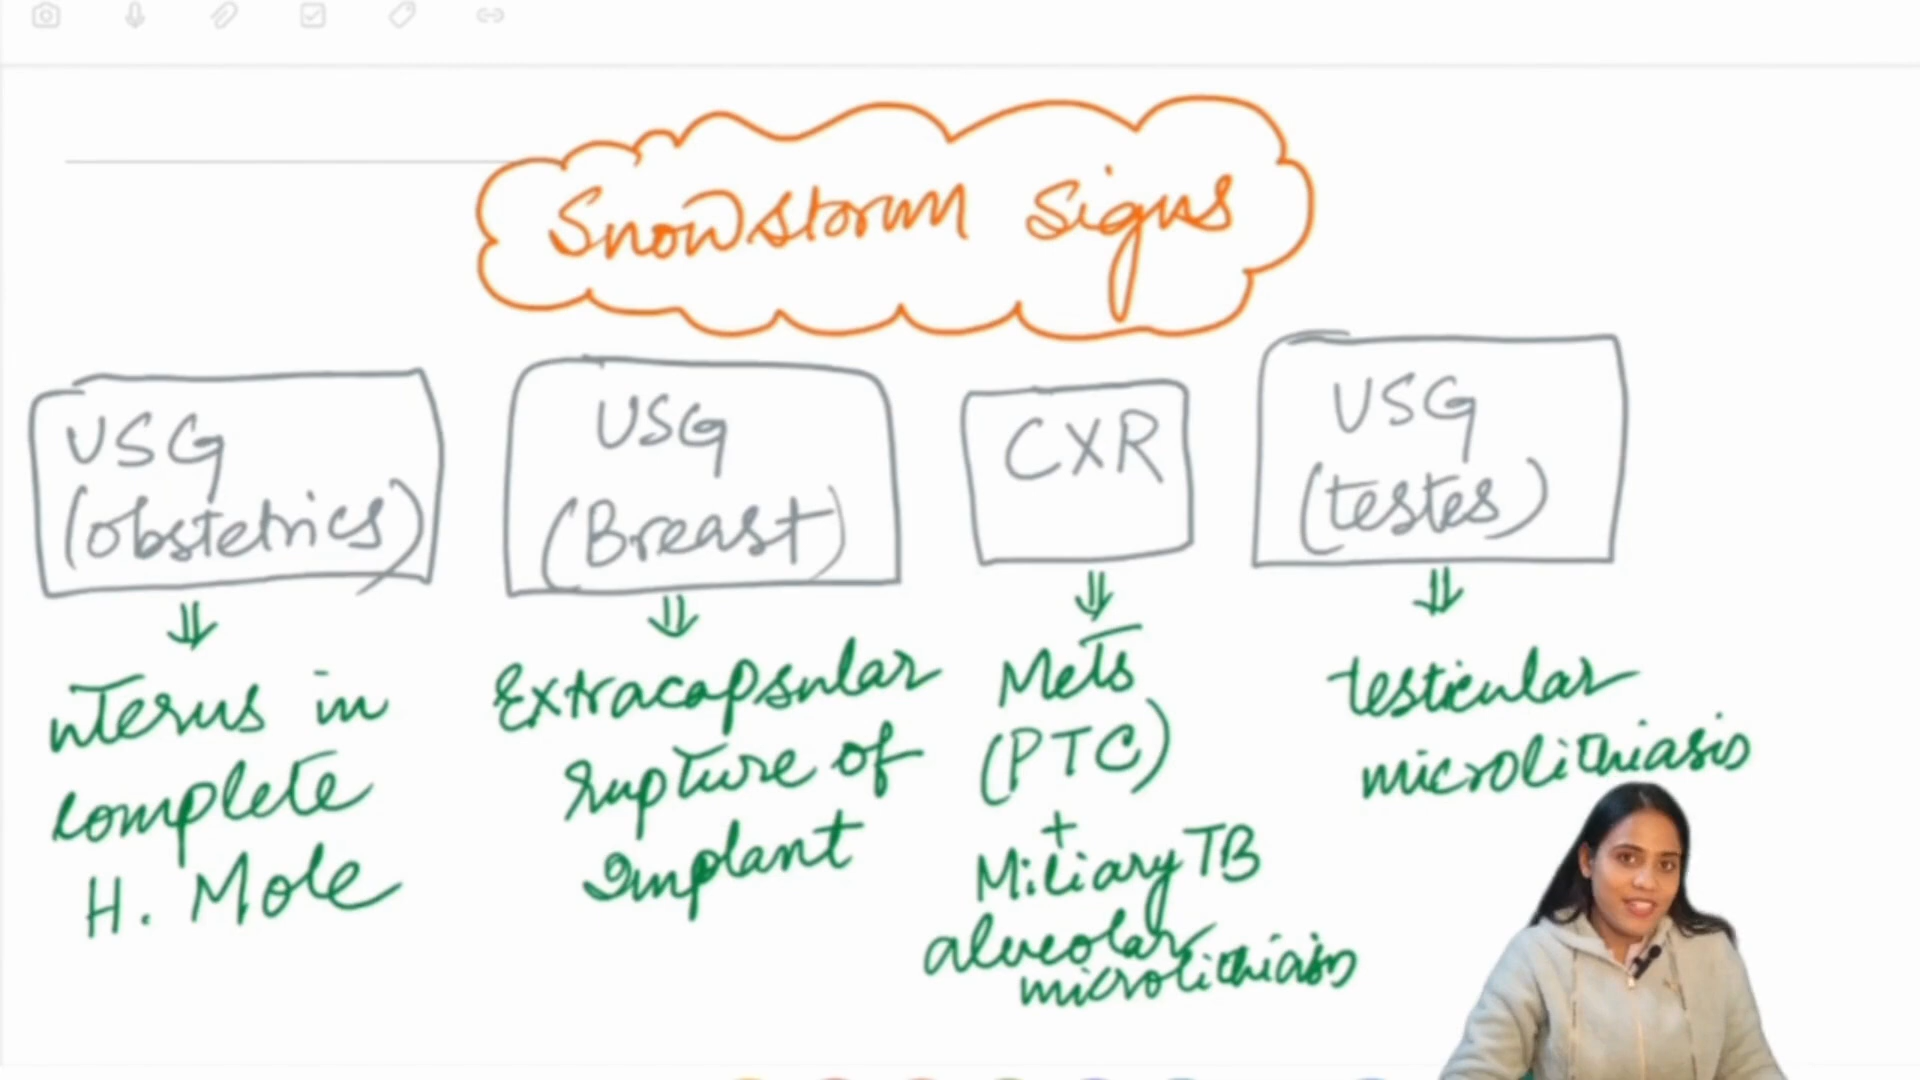 Snowstorm Signs
USG
(obstetrics)
USG
(Breast)
CXR
USG
(testes)
uterus in
complete
H. Mole
Extracapsular
rupture of
Implant
Mets
(PTC)
+
Miliary TB
alveolar
microlithiasis
testicular
microlithiasis